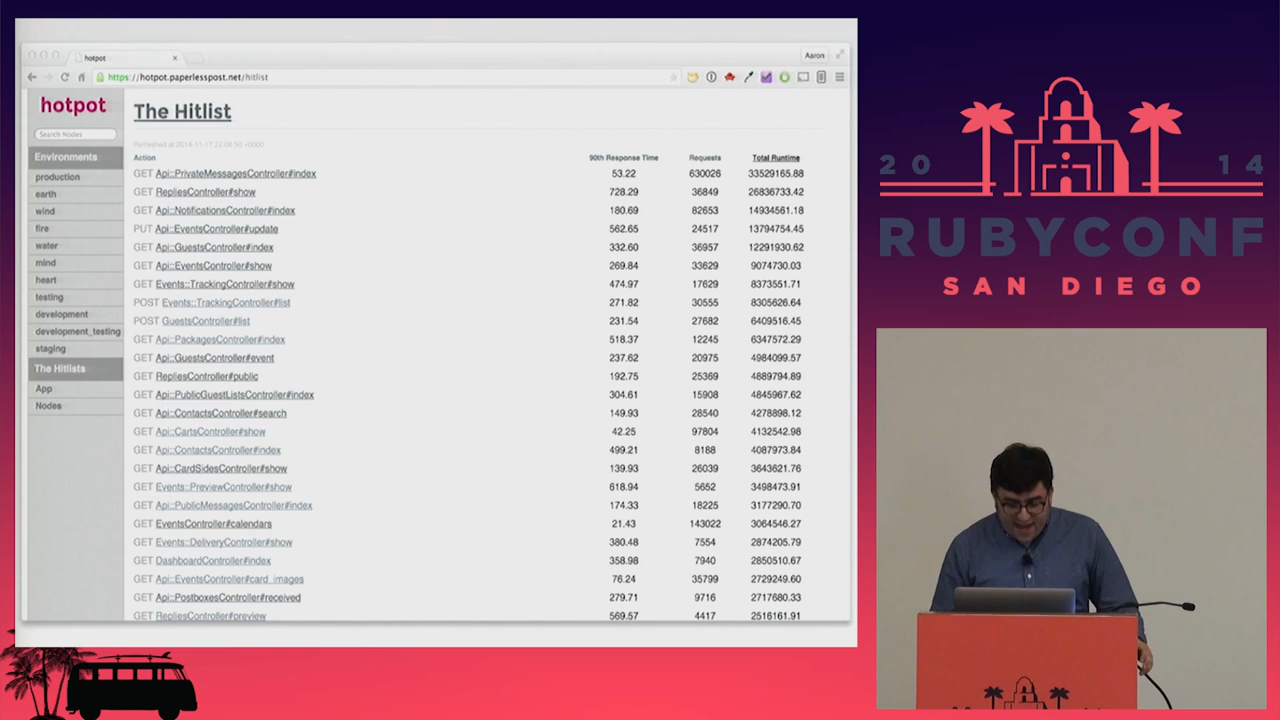 hotpot
Aaron
https://hotpot.paperlesspost.net/hitlist
hotpot
Search Nodes
Environments
production
earth
wind
fire
water
mind
heart
testing
development
development_testing
staging
The Hitlists
App
Nodes
The Hitlist
Action 90th Response Time Requests Total Runtime
GET Api::PrivateMessagesController#index 53.22 630026 33529165.88
GET RepliesController#show 728.29 36849 26836733.42
GET Api::NotificationsController#index 180.69 82653 14934561.18
PUT Api::EventsController#update 562.65 24517 13794754.45
GET Api::GuestsController#index 332.60 36957 12291930.62
GET Api::EventsController#show 269.84 33629 9074730.03
GET Events::TrackingController#show 474.97 17629 8373551.71
POST Events::TrackingController#list 271.82 30555 8305626.64
POST GuestsController#list 231.54 27682 6409516.45
GET Api::PackagesController#index 518.37 12245 6347572.29
GET Api::GuestsController#event 237.62 20975 4984099.57
GET RepliesController#public 192.75 25369 4889794.89
GET Api::PublicGuestListsController#index 304.61 15908 4845967.62
GET Api::ContactsController#search 149.93 28540 4278898.12
GET Api::CartsController#show 42.25 97804 4132542.98
GET Api::ContactsController#index 499.21 8188 4087973.84
GET Api::CardSidesController#show 139.93 26039 3643621.76
GET Events::PreviewController#show 618.94 5652 3498473.91
GET Api::PublicMessagesController#index 174.33 18225 3177290.70
GET EventsController#calendars 21.43 143022 3064546.27
GET Events::DeliveryController#show 380.48 7554 2874205.79
GET DashboardController#index 358.98 7940 2850510.67
GET Api::EventsController#card_images 76.24 35799 2729249.60
GET Api::PostboxesController#received 279.71 9716 2717680.33
GET RepliesController#preview 569.57 4417 2516161.91
20 14
RUBYCONF
SAN DIEGO